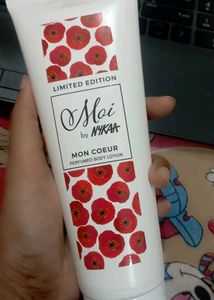 LIMITED EDITION
Moi
by NYKAA
MON COEUR
PERFUMED BODY LOTION